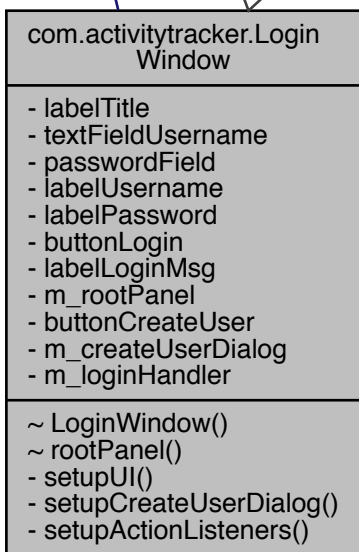 com.activitytracker.Login
Window
- labelTitle
- textFieldUsername
- passwordField
- labelUsername
- labelPassword
- buttonLogin
- labelLoginMsg
- m_rootPanel
- buttonCreateUser
- m_createUserDialog
- m_loginHandler
~ LoginWindow()
~ rootPanel()
- setupUI()
- setupCreateUserDialog()
- setupActionListeners()